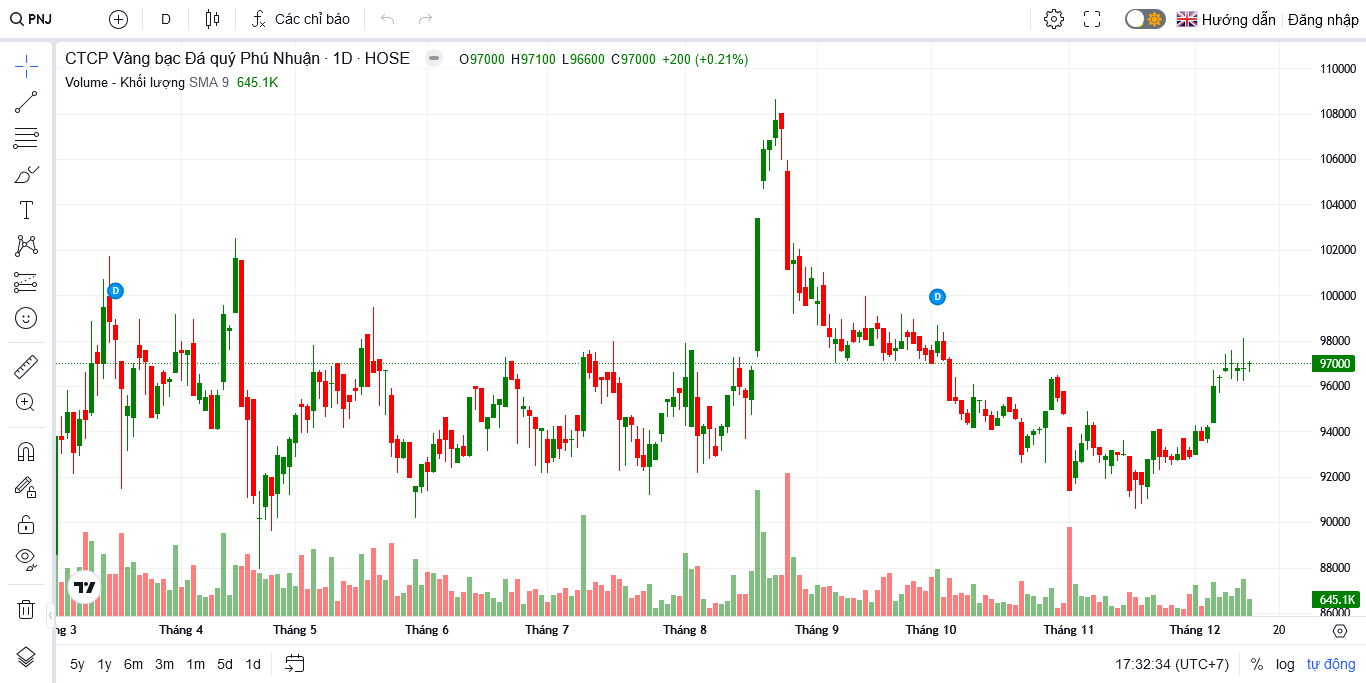 PNJ D Các chỉ báo Hướng dẫn Đăng nhập
CTCP Vàng bạc Đá quý Phú Nhuận · 1D · HOSE O97000 H97100 L96600 C97000 +200 (+0.21%)
Volume - Khối lượng SMA 9 645.1K
110000
108000
106000
104000
102000
100000
98000
97000
96000
94000
92000
90000
88000
645.1K
86000
D
D
T
ng 3 Tháng 4 Tháng 5 Tháng 6 Tháng 7 Tháng 8 Tháng 9 Tháng 10 Tháng 11 Tháng 12 20
5y 1y 6m 3m 1m 5d 1d 17:32:34 (UTC+7) % log tự động